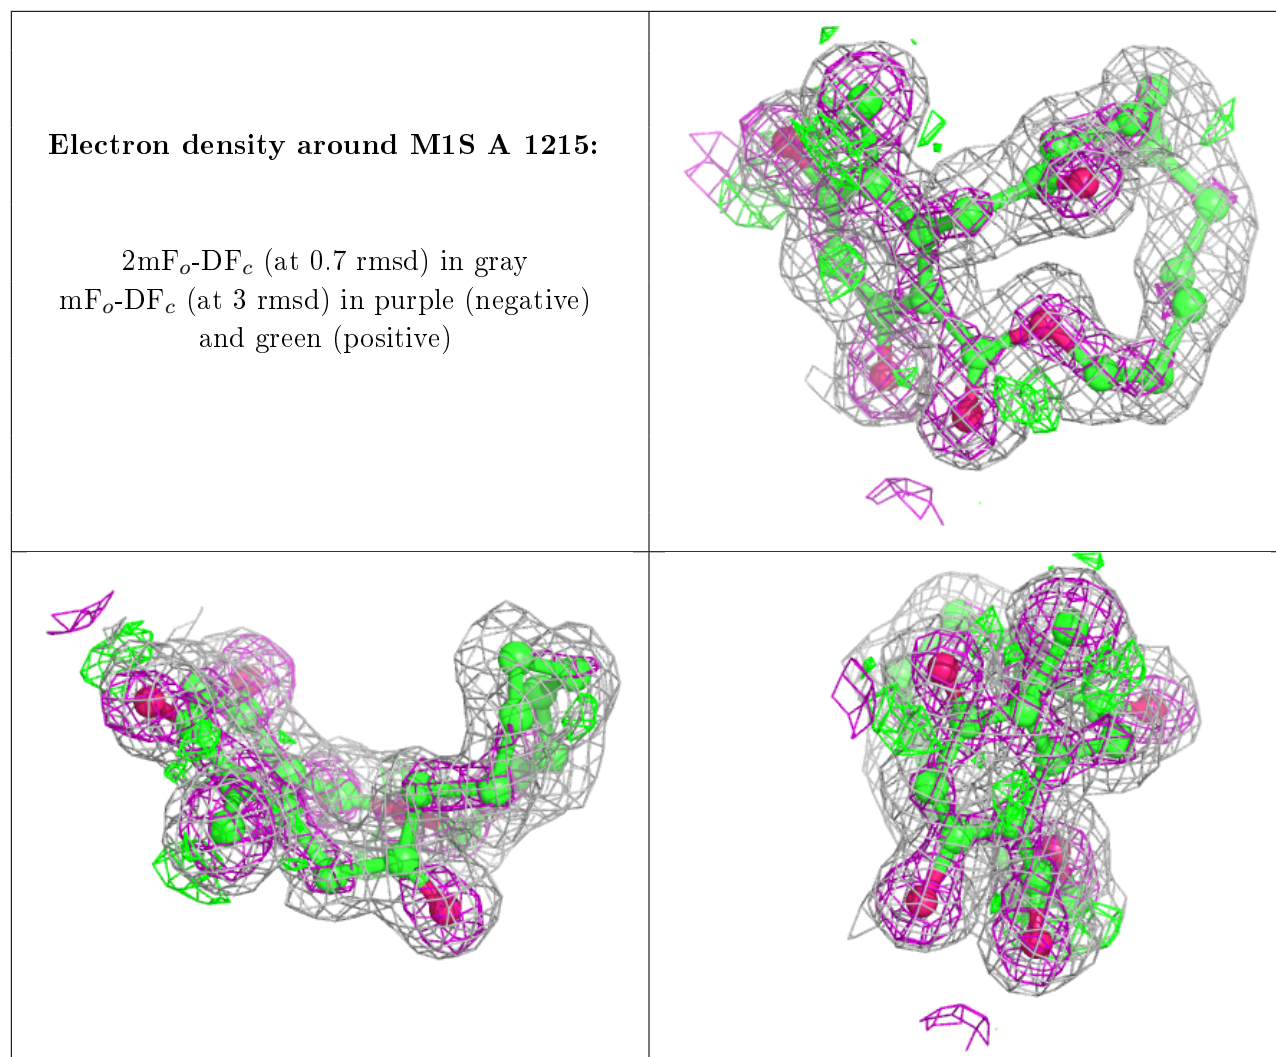 Electron density around M1S A 1215:
2mFo-DFc (at 0.7 rmsd) in gray
mFo-DFc (at 3 rmsd) in purple (negative)
and green (positive)